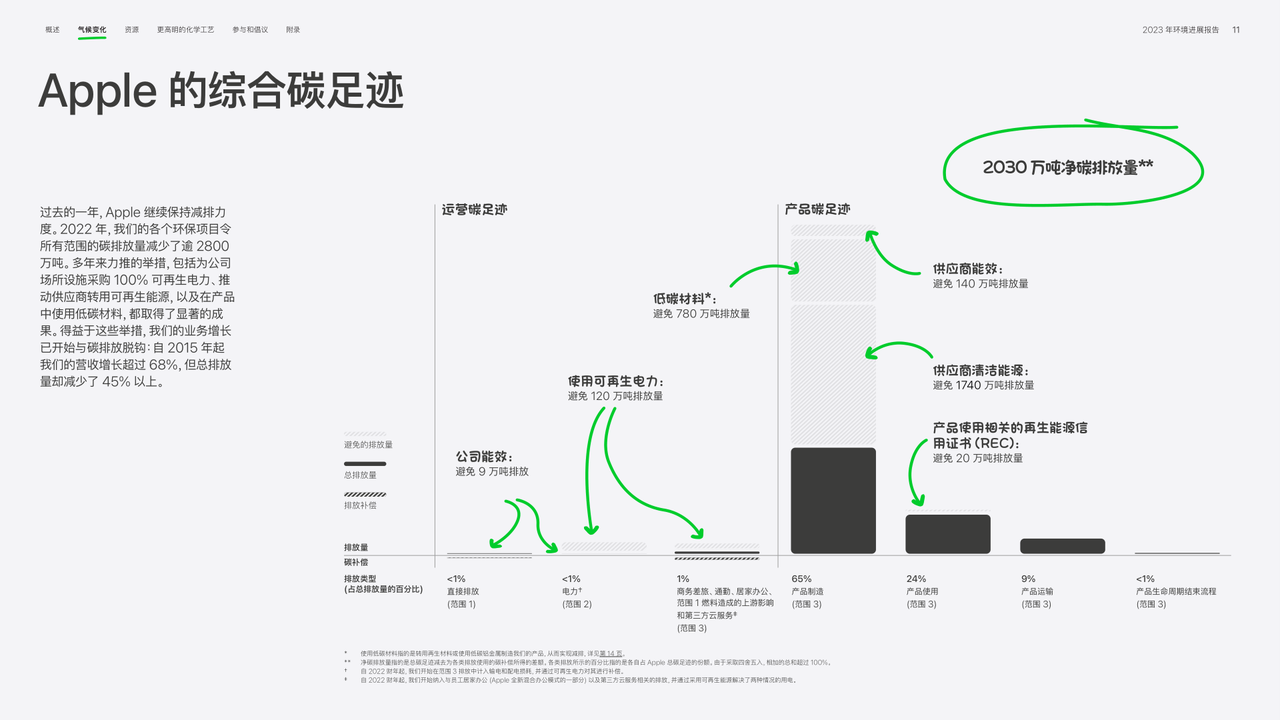 概述 气候变化 资源 更高明的化学工艺 参与和倡议 附录
2023 年环境进展报告 11
Apple 的综合碳足迹
2030 万吨净碳排放量**
过去的一年, Apple 继续保持减排力
度。2022 年, 我们的各个环保项目令
所有范围的碳排放量减少了逾 2800
万吨。多年来力推的举措, 包括为公司
场所设施采购 100% 可再生电力、推
动供应商转用可再生能源, 以及在产品
中使用低碳材料, 都取得了显著的成
果。得益于这些举措, 我们的业务增长
已开始与碳排放脱钩: 自 2015 年起
我们的营收增长超过 68%, 但总排放
量却减少了 45% 以上。
运营碳足迹
产品碳足迹
供应商能效:
避免 140 万吨排放量
低碳材料*:
避免 780 万吨排放量
供应商清洁能源:
避免 1740 万吨排放量
使用可再生电力:
避免 120 万吨排放量
产品使用相关的再生能源信
用证书 (REC):
避免 20 万吨排放量
公司能效:
避免 9 万吨排放
避免的排放量
总排放量
排放补偿
排放量
碳补偿
排放类型
(占总排放量的百分比)
<1%
直接排放
(范围 1)
<1%
电力†
(范围 2)
1%
商务差旅、通勤、居家办公、
范围 1 燃料造成的上游影响
和第三方云服务‡
(范围 3)
65%
产品制造
(范围 3)
24%
产品使用
(范围 3)
9%
产品运输
(范围 3)
<1%
产品生命周期结束流程
(范围 3)
* 使用低碳材料指的是转用再生材料或使用低碳铝金属制造我们的产品, 从而实现减排, 详见第 14 页。
** 净碳排放量指的是总碳足迹减去为各类排放使用的碳补偿所得的差额。各类排放所示的百分比指的是各自占 Apple 总碳足迹的份额。由于采取四舍五入, 相加的总和超过 100%。
† 自 2022 财年起, 我们开始在范围 3 排放中计入输电和配电损耗, 并通过可再生电力对其进行补偿。
‡ 自 2022 财年起, 我们开始纳入与员工居家办公 (Apple 全新混合办公模式的一部分) 以及第三方云服务相关的排放, 并通过采用可再生能源解决了两种情况的用电。